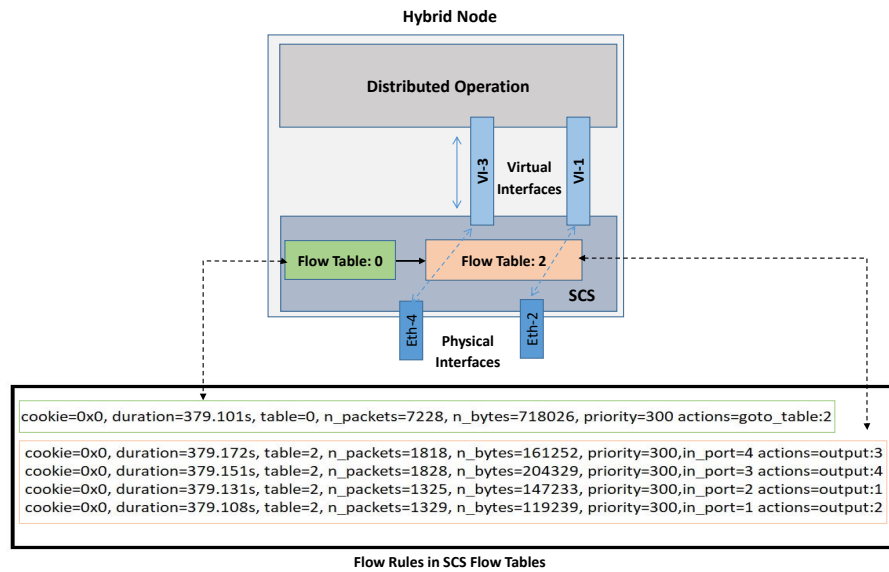 Hybrid Node
Distributed Operation
VI-3
Virtual
Interfaces
VI-1
Flow Table: 0
Flow Table: 2
SCS
Eth-4
Physical
Interfaces
Eth-2
cookie=0x0, duration=379.101s, table=0, n_packets=7228, n_bytes=718026, priority=300 actions=goto_table:2
cookie=0x0, duration=379.172s, table=2, n_packets=1818, n_bytes=161252, priority=300,in_port=4 actions=output:3
cookie=0x0, duration=379.151s, table=2, n_packets=1828, n_bytes=204329, priority=300,in_port=3 actions=output:4
cookie=0x0, duration=379.131s, table=2, n_packets=1325, n_bytes=147233, priority=300,in_port=2 actions=output:1
cookie=0x0, duration=379.108s, table=2, n_packets=1329, n_bytes=119239, priority=300,in_port=1 actions=output:2
Flow Rules in SCS Flow Tables